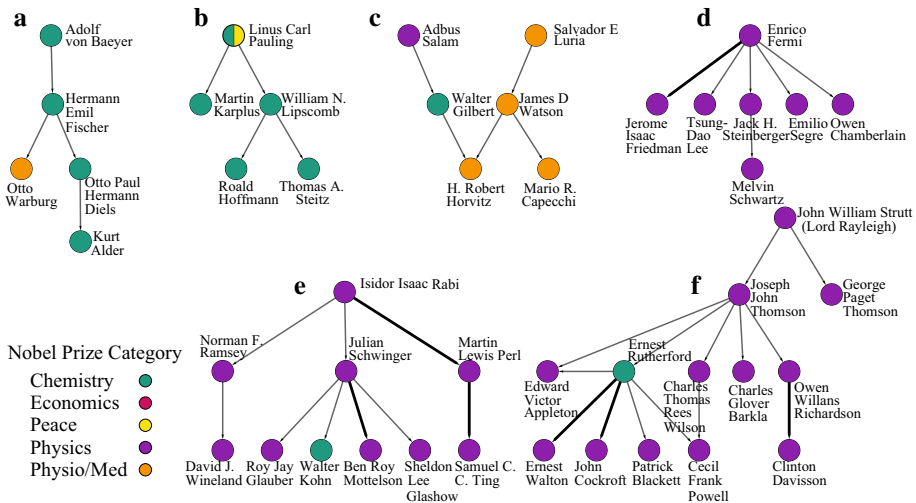 a
Adolf
von Baeyer
Hermann
Emil
Fischer
Otto
Warburg
Otto Paul
Hermann
Diels
Kurt
Alder
b
Linus Carl
Pauling
Martin
Karplus
William N.
Lipscomb
Roald
Hoffmann
Thomas A.
Steitz
c
Adbus
Salam
Salvador E
Luria
Walter
Gilbert
James D
Watson
H. Robert
Horvitz
Mario R.
Capecchi
d
Enrico
Fermi
Jerome
Isaac
Friedman
Tsung-
Dao
Lee
Jack H.
Steinberger
Emilio
Segre
Owen
Chamberlain
Melvin
Schwartz
e
Isidor Isaac Rabi
Norman F.
Ramsey
Julian
Schwinger
Martin
Lewis Perl
David J.
Wineland
Roy Jay
Glauber
Walter
Kohn
Ben Roy
Mottelson
Sheldon
Lee
Glashow
Samuel C.
C. Ting
f
John William Strutt
(Lord Rayleigh)
Joseph
John
Thomson
George
Paget
Thomson
Ernest
Rutherford
Edward
Victor
Appleton
Charles
Thomas
Rees
Wilson
Charles
Glover
Barkla
Owen
Willans
Richardson
Ernest
Walton
John
Cockroft
Patrick
Blackett
Cecil
Frank
Powell
Clinton
Davisson
Nobel Prize Category
Chemistry
Economics
Peace
Physics
Physio/Med